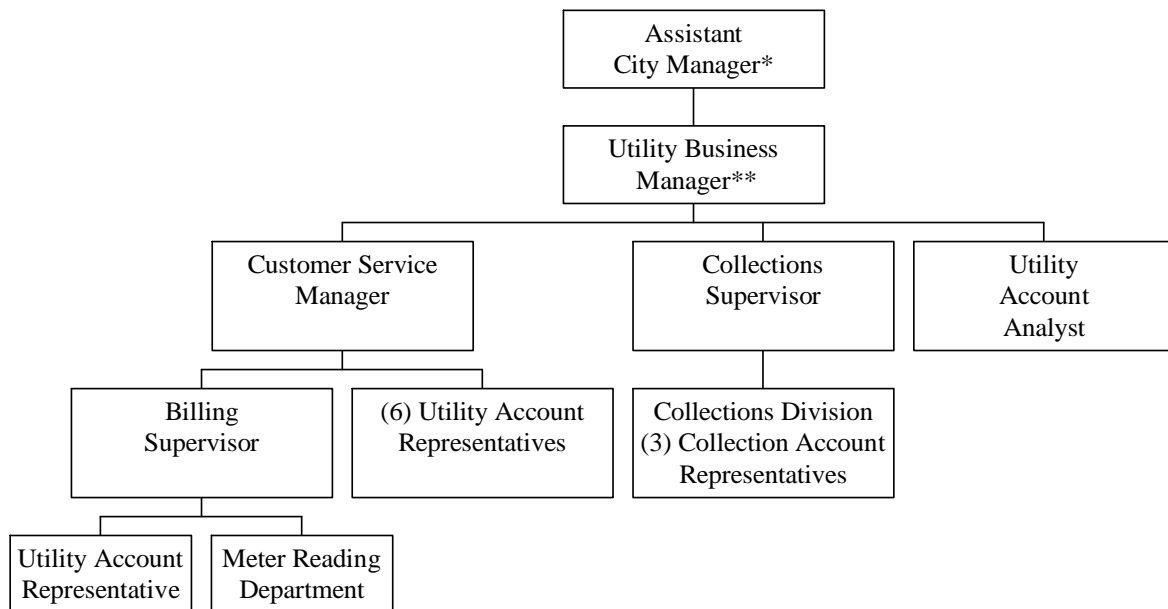 Assistant
City Manager*
Utility Business
Manager**
Customer Service
Manager
Collections
Supervisor
Utility
Account
Analyst
Billing
Supervisor
(6) Utility Account
Representatives
Collections Division
(3) Collection Account
Representatives
Utility Account
Representative
Meter Reading
Department